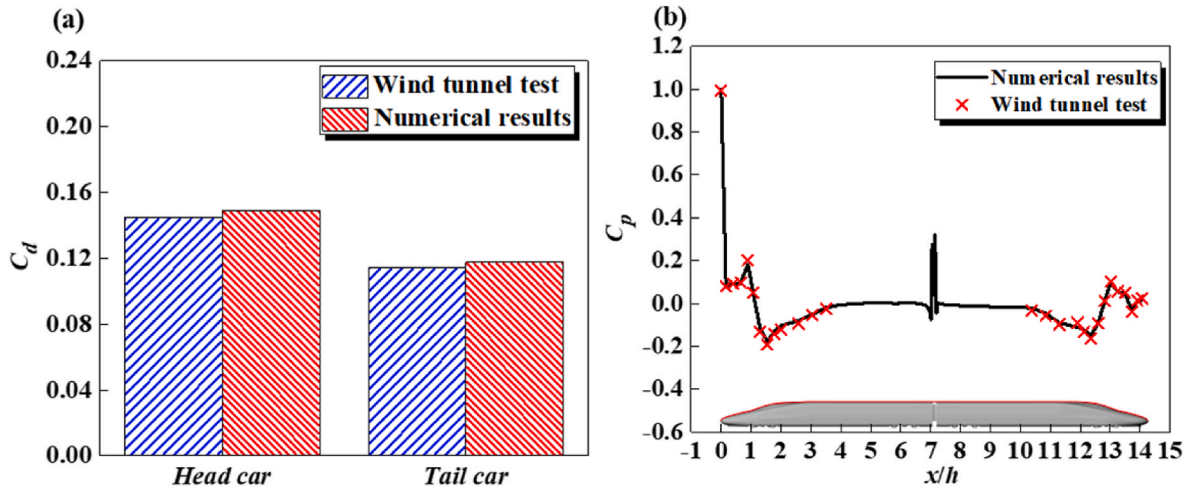 (a)
C_d
0.24
0.20
0.16
0.12
0.08
0.04
0.00
Wind tunnel test
Numerical results
Head car Tail car
(b)
C_p
1.2
1.0
0.8
0.6
0.4
0.2
0.0
-0.2
-0.4
-0.6
Numerical results
Wind tunnel test
-1 0 1 2 3 4 5 6 7 8 9 10 11 12 13 14 15
x/h